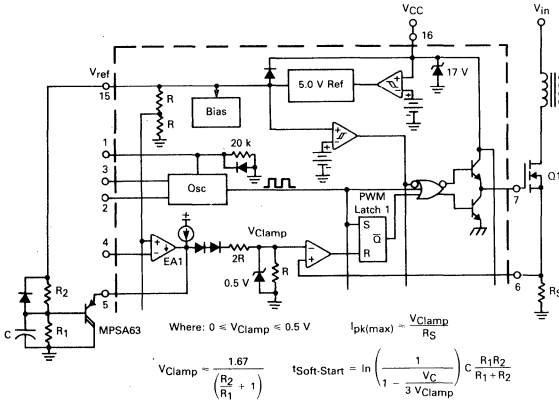 VCC
Vin
16
Vref
15
R
R
Bias
5.0 V Ref
17 V
1
20 k
3
Osc
2
Q1
7
PWM
Latch 1
S
Q̅
R
4
EA1
VClamp
2R
R
0.5 V
6
RS
R2
5
MPSA63
C
R1
Where: 0 ≤ VClamp ≤ 0.5 V
Ipk(max) = VClamp / RS
VClamp = 1.67 / (R2/R1 + 1)
tSoft-Start = ln (1 / (1 - VC / 3 VClamp)) C R1R2 / R1 + R2